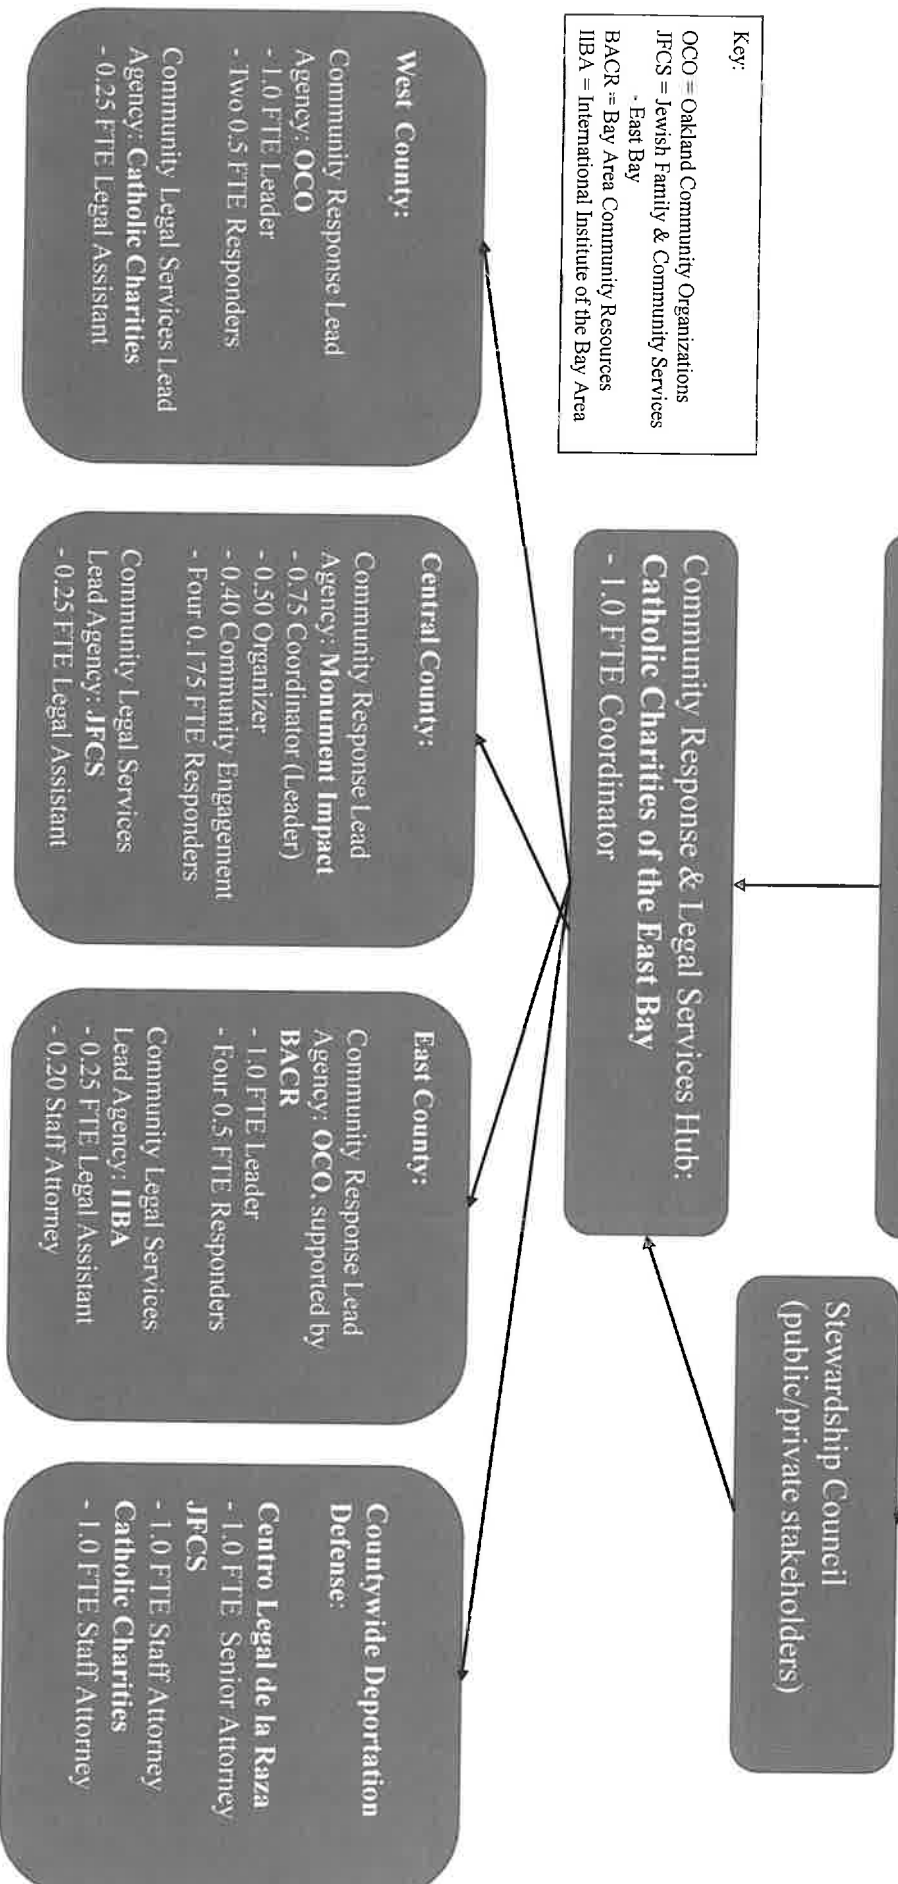 Stewardship Council
(public/private stakeholders)
Community Response & Legal Services Hub:
Catholic Charities of the East Bay
- 1.0 FTE Coordinator
Key:
OCO = Oakland Community Organizations
JFCS = Jewish Family & Community Services
- East Bay
BACR = Bay Area Community Resources
IIBA = International Institute of the Bay Area
West County:
Community Response Lead
Agency: OCO
- 1.0 FTE Leader
- Two 0.5 FTE Responders
Community Legal Services Lead
Agency: Catholic Charities
- 0.25 FTE Legal Assistant
Central County:
Community Response Lead
Agency: Monument Impact
- 0.75 Coordinator (Leader)
- 0.50 Organizer
- 0.40 Community Engagement
- Four 0.175 FTE Responders
Community Legal Services
Lead Agency: JFCS
- 0.25 FTE Legal Assistant
East County:
Community Response Lead
Agency: OCO, supported by
BACR
- 1.0 FTE Leader
- Four 0.5 FTE Responders
Community Legal Services
Lead Agency: IIBA
- 0.25 FTE Legal Assistant
- 0.20 Staff Attorney
Countywide Deportation
Defense:
Centro Legal de la Raza
- 1.0 FTE Senior Attorney
JFCS
- 1.0 FTE Staff Attorney
Catholic Charities
- 1.0 FTE Staff Attorney